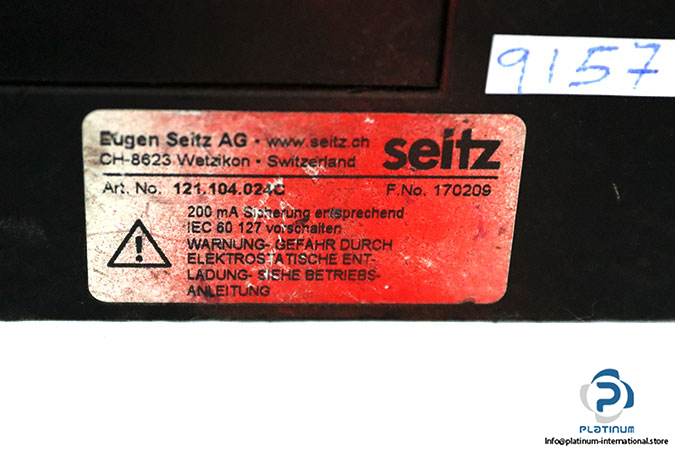 9157
Eugen Seitz AG · www.seitz.ch
CH-8623 Wetzikon · Switzerland
seitz
Art. No. 121.104.024C F.No. 170209
200 mA Sicherung entsprechend
IEC 60 127 vorschalten
WARNUNG- GEFAHR DURCH
ELEKTROSTATISCHE ENT-
LADUNG- SIEHE BETRIEBS-
ANLEITUNG
PLATINUM
Info@platinum-international.store